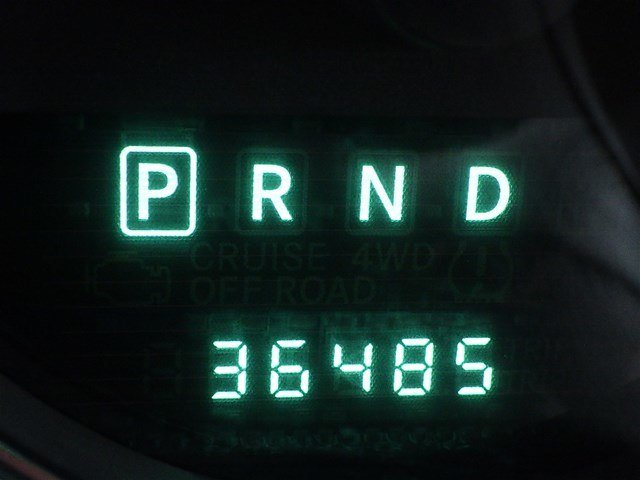 P R N D
CRUISE 4WD
OFF ROAD
36485